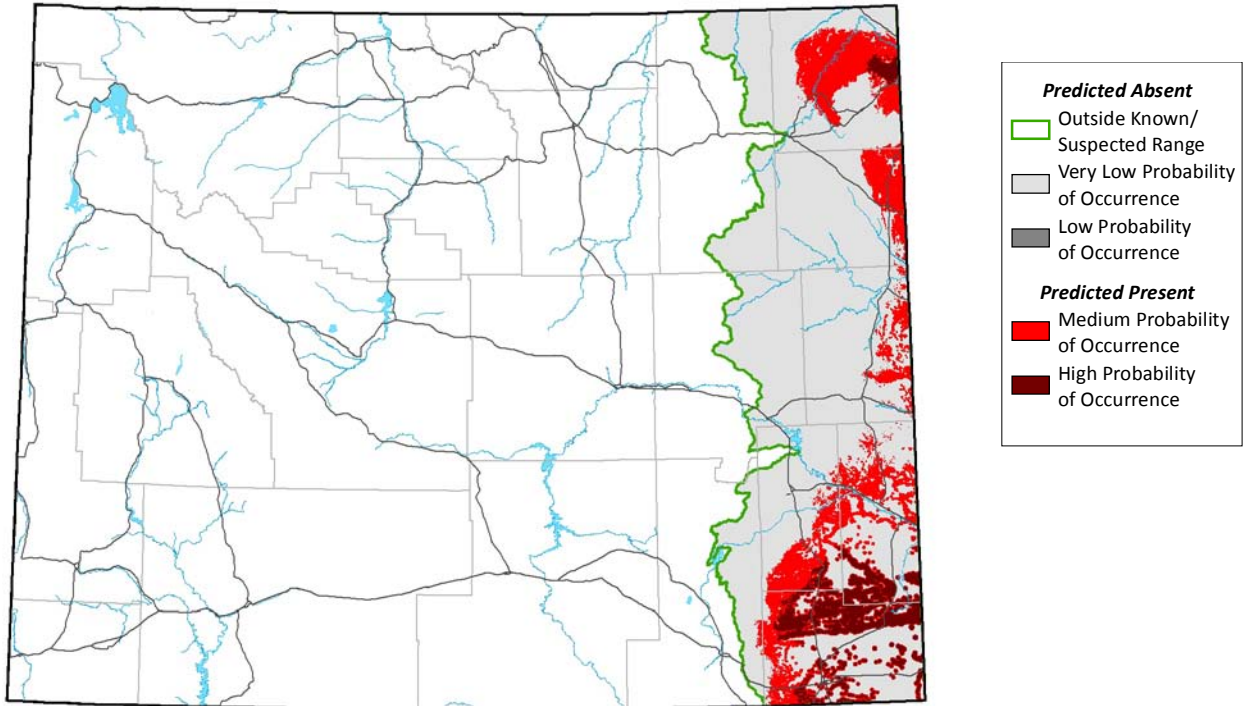 Predicted Absent
Outside Known/
Suspected Range
Very Low Probability
of Occurrence
Low Probability
of Occurrence
Predicted Present
Medium Probability
of Occurrence
High Probability
of Occurrence